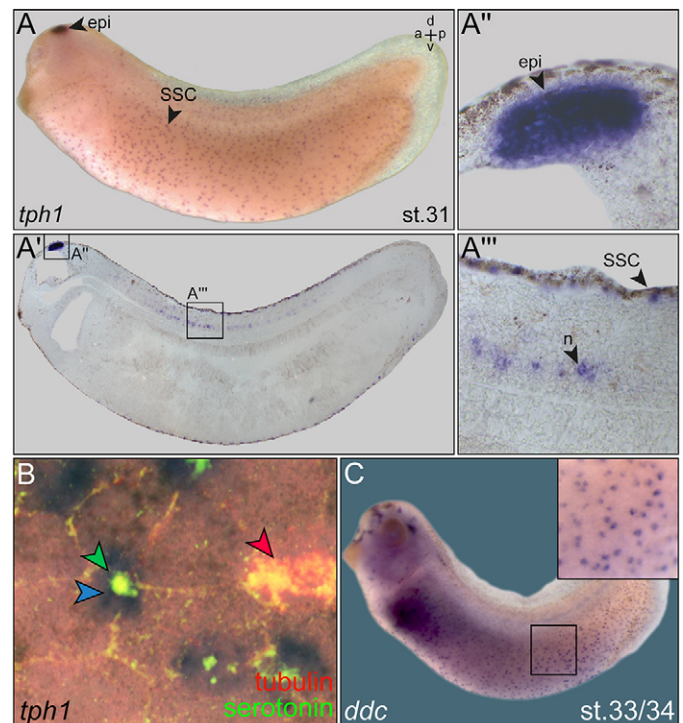 A
epi
d
a p
v
SSC
tph1
st.31
A"
epi
A'
A"
A"'
A"'
SSC
n
B
tubulin
serotonin
tph1
C
ddc
st.33/34